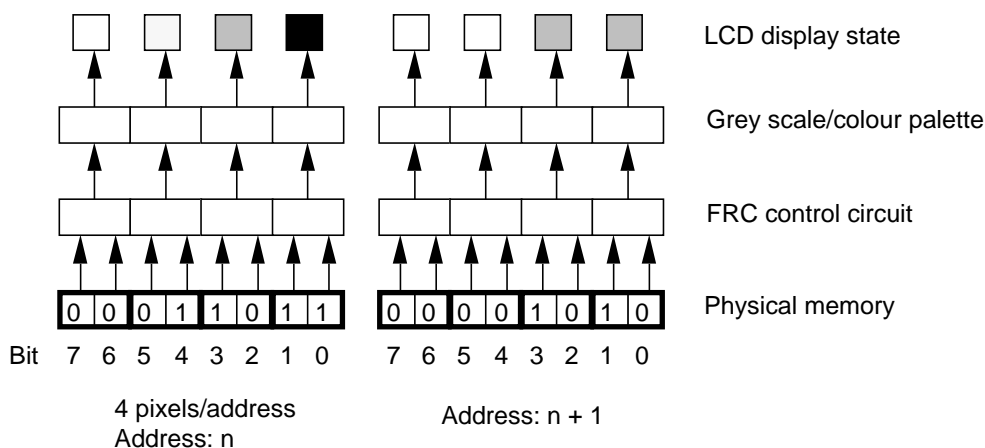 LCD display state
Grey scale/colour palette
FRC control circuit
0 0 0 1 1 0 1 1 0 0 0 0 1 0 1 0 Physical memory
Bit 7 6 5 4 3 2 1 0 7 6 5 4 3 2 1 0
4 pixels/address
Address: n
Address: n + 1